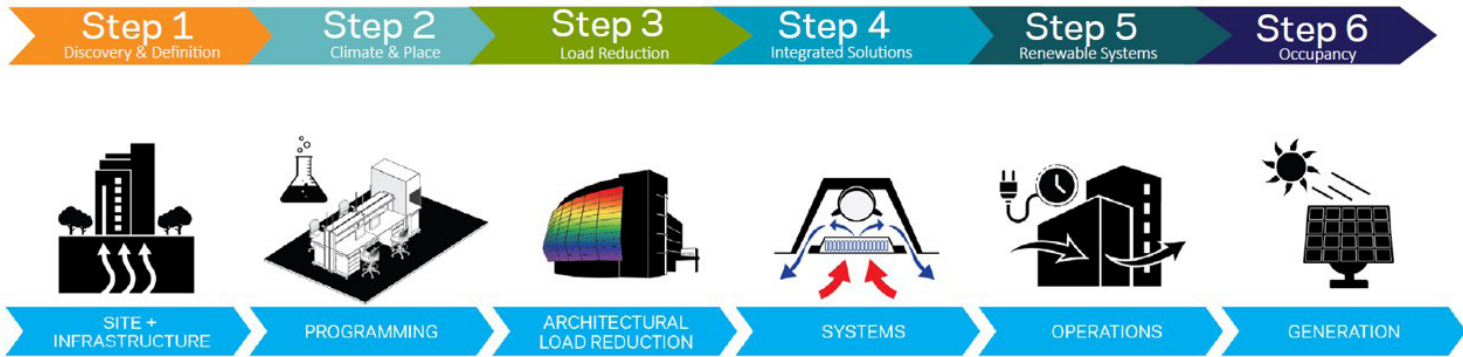 Step 1
Discovery & Definition
Step 2
Climate & Place
Step 3
Load Reduction
Step 4
Integrated Solutions
Step 5
Renewable Systems
Step 6
Occupancy
SITE +
INFRASTRUCTURE
PROGRAMMING
ARCHITECTURAL
LOAD REDUCTION
SYSTEMS
OPERATIONS
GENERATION